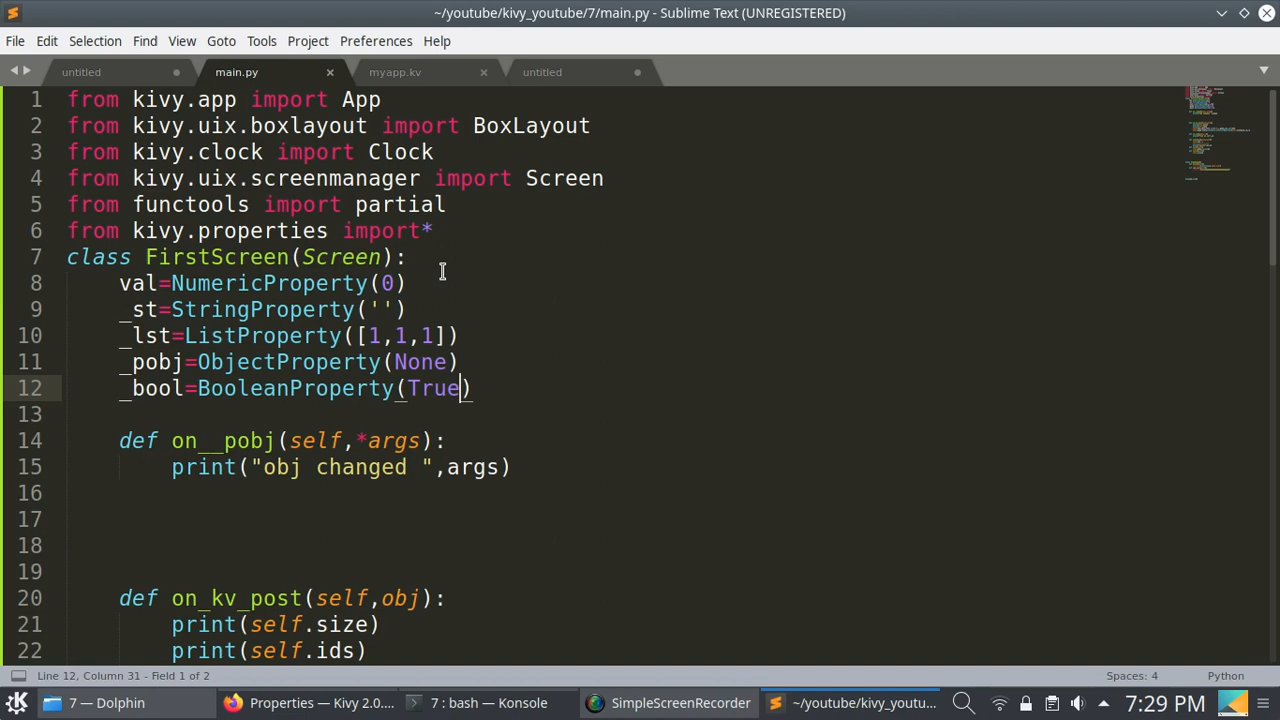 ~/youtube/kivy_youtube/7/main.py - Sublime Text (UNREGISTERED)
File Edit Selection Find View Goto Tools Project Preferences Help
untitled main.py myapp.kv untitled
1 from kivy.app import App
2 from kivy.uix.boxlayout import BoxLayout
3 from kivy.clock import Clock
4 from kivy.uix.screenmanager import Screen
5 from functools import partial
6 from kivy.properties import*
7 class FirstScreen(Screen):
8 val=NumericProperty(0)
9 _st=StringProperty('')
10 _lst=ListProperty([1,1,1])
11 _pobj=ObjectProperty(None)
12 _bool=BooleanProperty(True)
13
14 def on__pobj(self,*args):
15 print("obj changed ",args)
16
17
18
19
20 def on_kv_post(self,obj):
21 print(self.size)
22 print(self.ids)
Line 12, Column 31 - Field 1 of 2 Spaces: 4 Python
7 — Dolphin Properties — Kivy 2.0.... 7 : bash — Konsole SimpleScreenRecorder ~/youtube/kivy_youtu... 7:29 PM